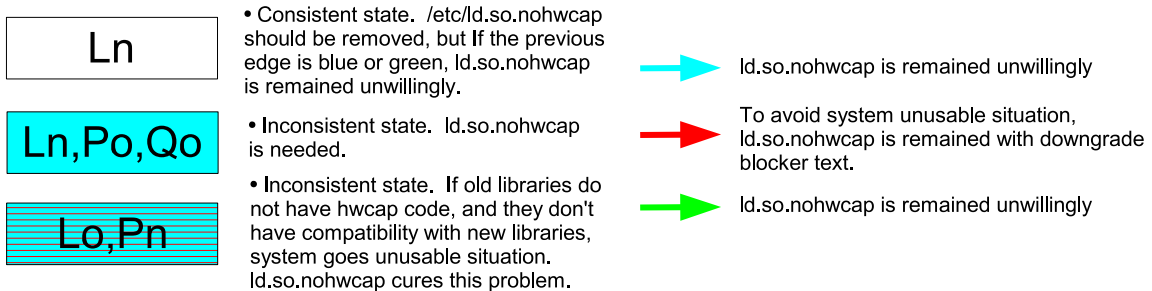 Ln
• Consistent state. /etc/ld.so.nohwcap
should be removed, but If the previous
edge is blue or green, ld.so.nohwcap
is remained unwillingly.
Ln,Po,Qo
• Inconsistent state. ld.so.nohwcap
is needed.
Lo,Pn
• Inconsistent state. If old libraries do
not have hwcap code, and they don't
have compatibility with new libraries,
system goes unusable situation.
ld.so.nohwcap cures this problem.
ld.so.nohwcap is remained unwillingly
To avoid system unusable situation,
ld.so.nohwcap is remained with downgrade
blocker text.
ld.so.nohwcap is remained unwillingly